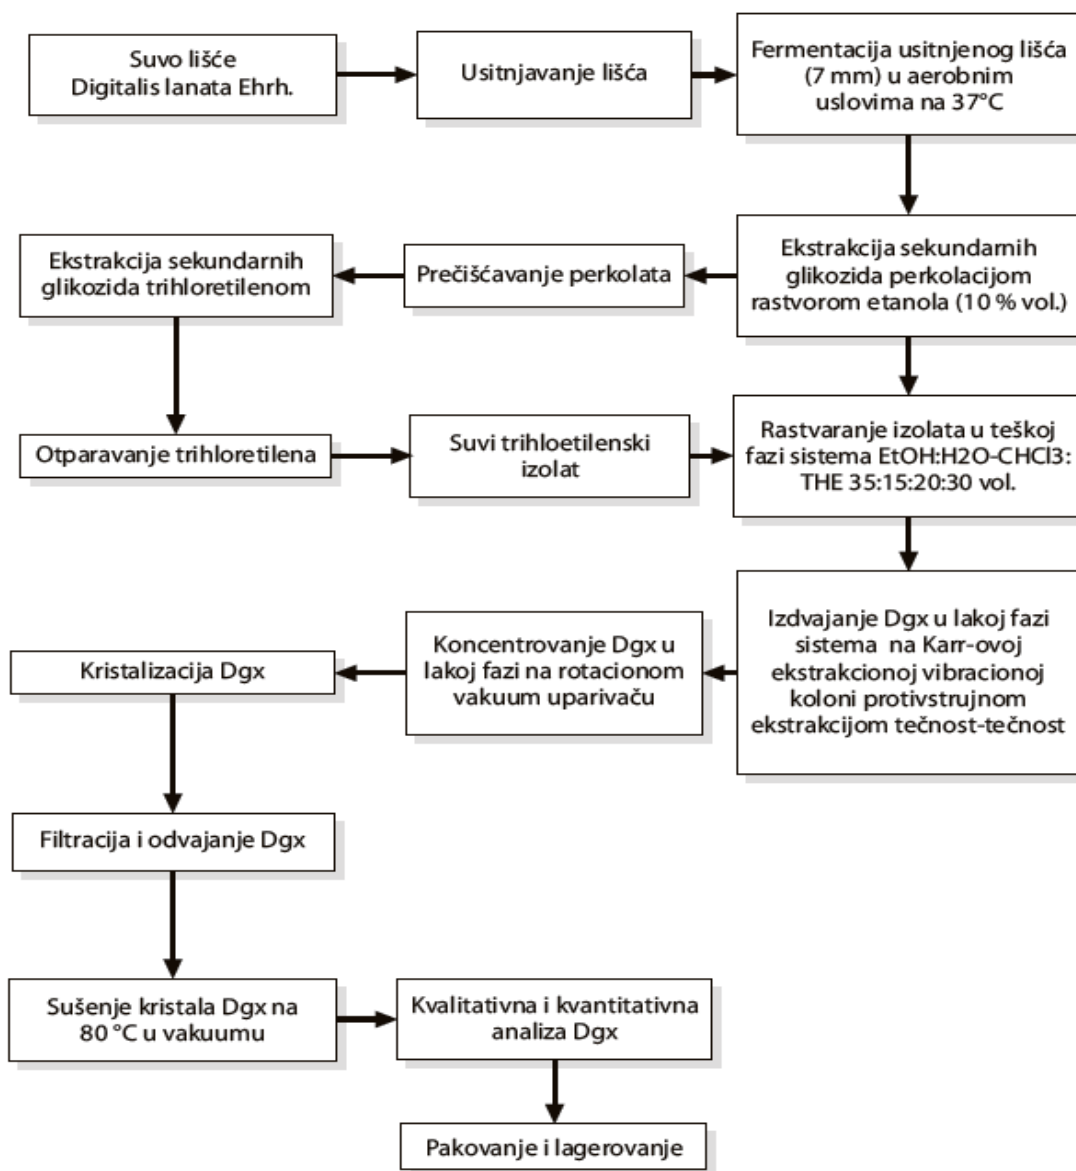 Suvo lišće
Digitalis lanata Ehrh.
Usitnjavanje lišća
Fermentacija usitnjenog lišća
(7 mm) u aerobnim
uslovima na 37°C
Ekstrakcija sekundarnih
glikozida perkolacijom
rastvorom etanola (10 % vol.)
Prečišćavanje perkolata
Ekstrakcija sekundarnih
glikozida trihloretilenom
Otparavanje trihloretilena
Suvi trihloetilenski
izolat
Rastvaranje izolata u teškoj
fazi sistema EtOH:H2O-CHCl3:
THE 35:15:20:30 vol.
Izdvajanje Dgx u lakoj fazi
sistema na Karr-ovoj
ekstrakcionoj vibracionoj
koloni protivstrujnom
ekstrakcijom tečnost-tečnost
Koncentrovanje Dgx u
lakoj fazi na rotacionom
vakuum uparivaču
Kristalizacija Dgx
Filtracija i odvajanje Dgx
Sušenje kristala Dgx na
80 °C u vakuumu
Kvalitativna i kvantitativna
analiza Dgx
Pakovanje i lagerovanje